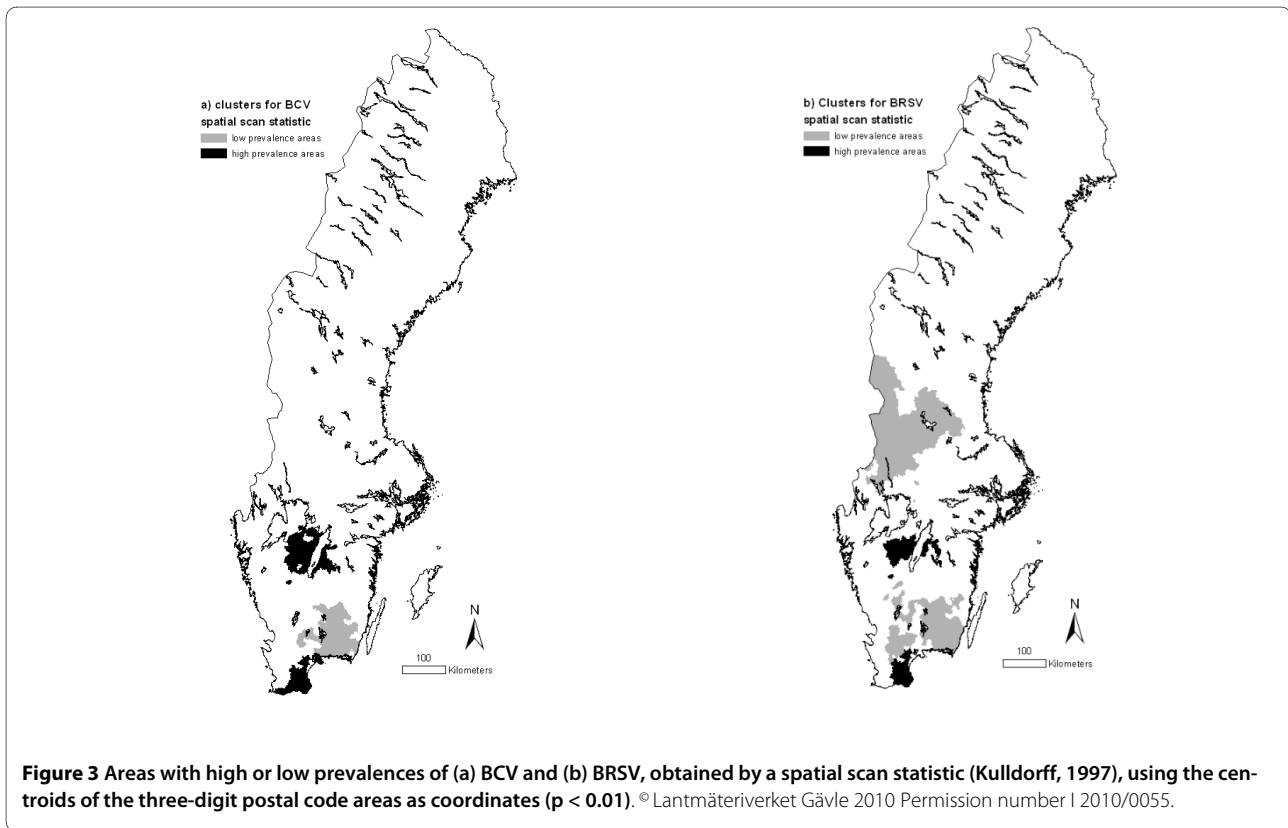 a) clusters for BCV
spatial scan statistic
low prevalence areas
high prevalence areas
N
100
Kilometers
b) Clusters for BRSV
spatial scan statistic
low prevalence areas
high prevalence areas
N
100
Kilometers
Figure 3 Areas with high or low prevalences of (a) BCV and (b) BRSV, obtained by a spatial scan statistic (Kulldorff, 1997), using the cen-
troids of the three-digit postal code areas as coordinates (p < 0.01). © Lantmäteriverket Gävle 2010 Permission number I 2010/0055.